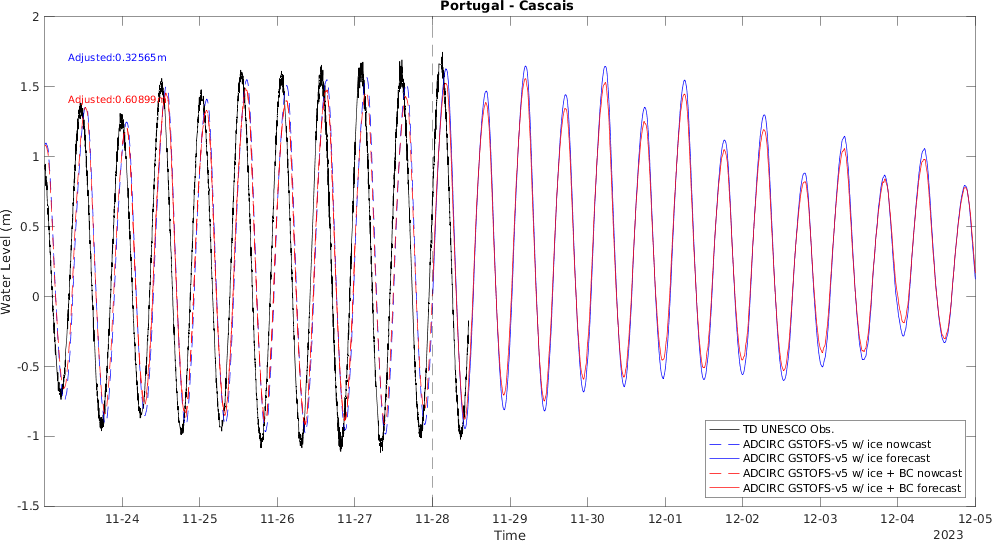 Portugal - Cascais
2
Adjusted:0.32565m
1.5
Adjusted:0.60899m
1
0.5
Water Level (m)
0
-0.5
-1
-1.5
TD UNESCO Obs.
ADCIRC GSTOFS-v5 w/ ice nowcast
ADCIRC GSTOFS-v5 w/ ice forecast
ADCIRC GSTOFS-v5 w/ ice + BC nowcast
ADCIRC GSTOFS-v5 w/ ice + BC forecast
11-24 11-25 11-26 11-27 11-28 11-29 11-30 12-01 12-02 12-03 12-04 12-05
Time
2023